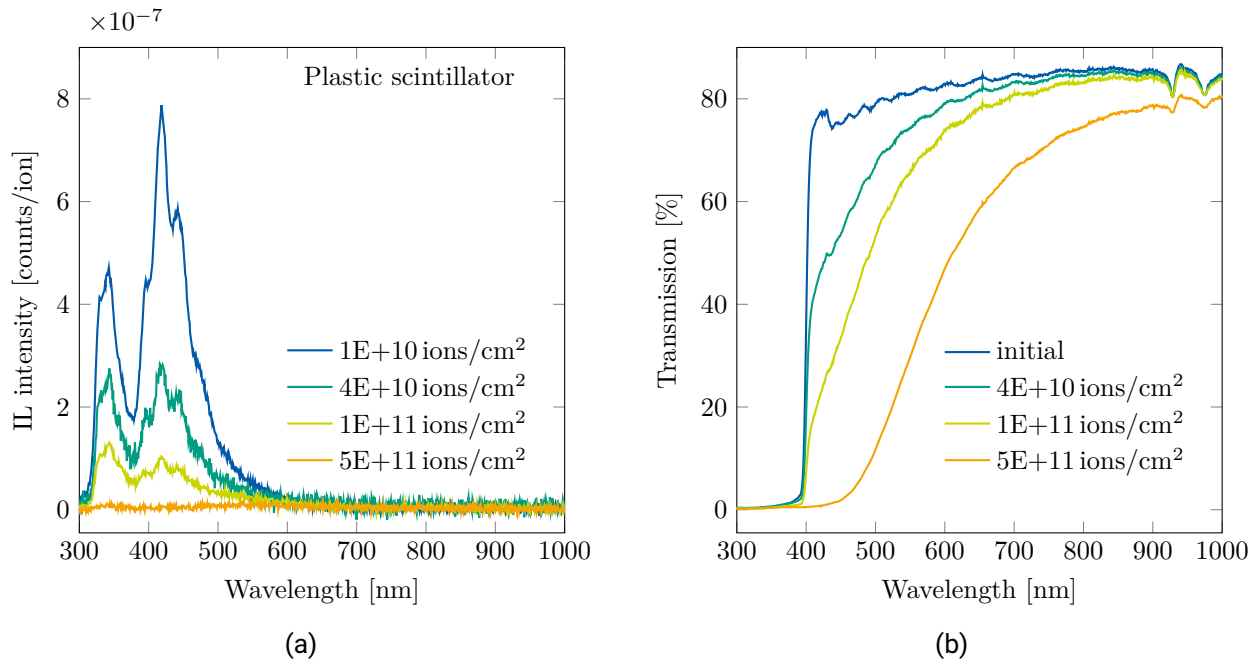 ×10⁻⁷
Plastic scintillator
IL intensity [counts/ion]
8
6
4
2
0
1E+10 ions/cm²
4E+10 ions/cm²
1E+11 ions/cm²
5E+11 ions/cm²
300 400 500 600 700 800 900 1000
Wavelength [nm]
(a)
Transmission [%]
80
60
40
20
0
initial
4E+10 ions/cm²
1E+11 ions/cm²
5E+11 ions/cm²
300 400 500 600 700 800 900 1000
Wavelength [nm]
(b)